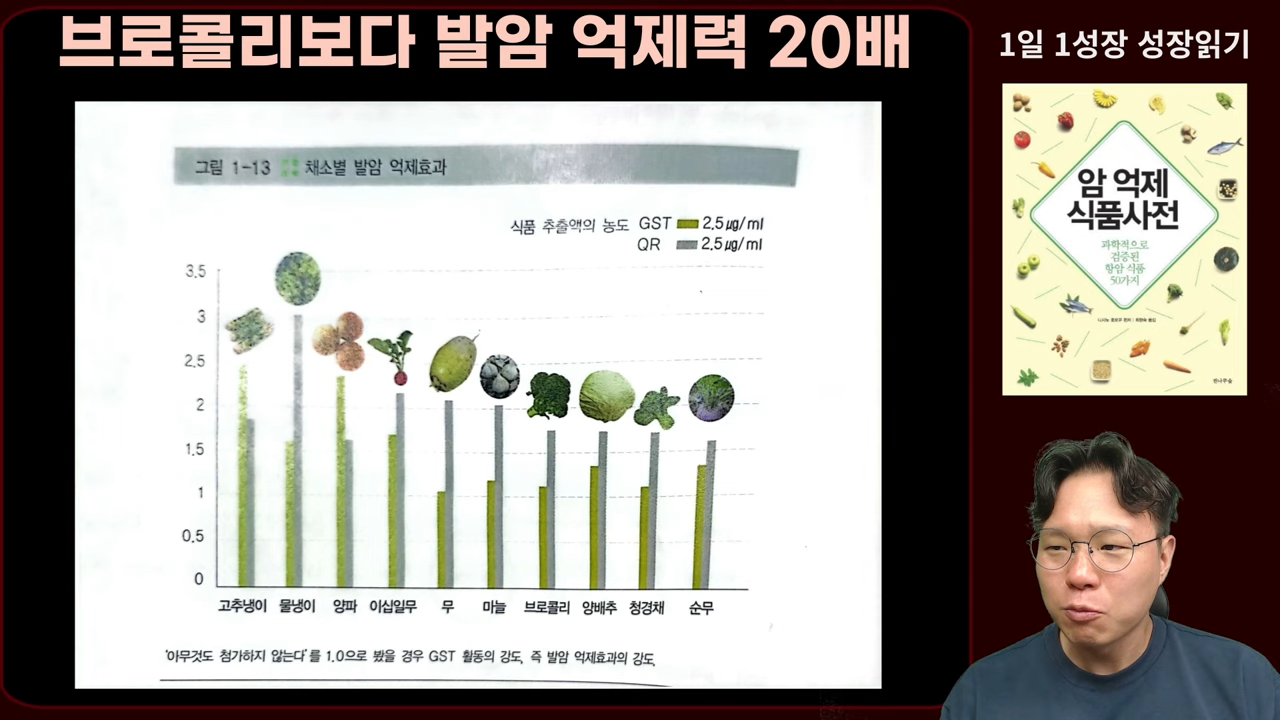 브로콜리보다 발암 억제력 20배
1일 1성장 성장읽기
그림 1-13 채소별 발암 억제효과
식품 추출액의 농도 GST 2.5㎍/ml
QR 2.5㎍/ml
3.5
3
2.5
2
1.5
1
0.5
0
고추냉이 물냉이 양파 이십일무 무 마늘 브로콜리 양배추 청경채 순무
'아무것도 첨가하지 않는다'를 1.0으로 봤을 경우 GST 활동의 강도, 즉 발암 억제효과의 강도
암 억제
식품사전
과학적으로
검증된
항암 식품
50가지
전나무숲